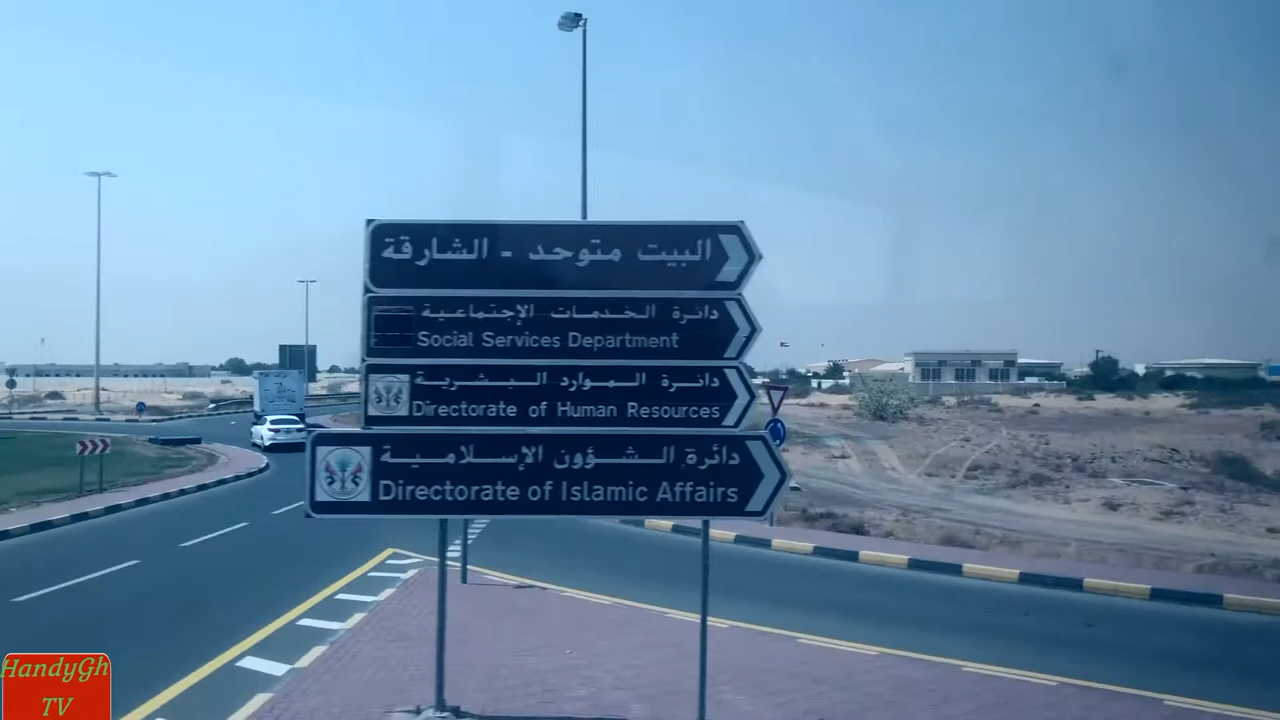 البيت متوحد - الشارقة
دائرة الخدمات الإجتماعية
Social Services Department
دائرة الموارد البشرية
Directorate of Human Resources
دائرة الشؤون الإسلامية
Directorate of Islamic Affairs
HandyGh
TV